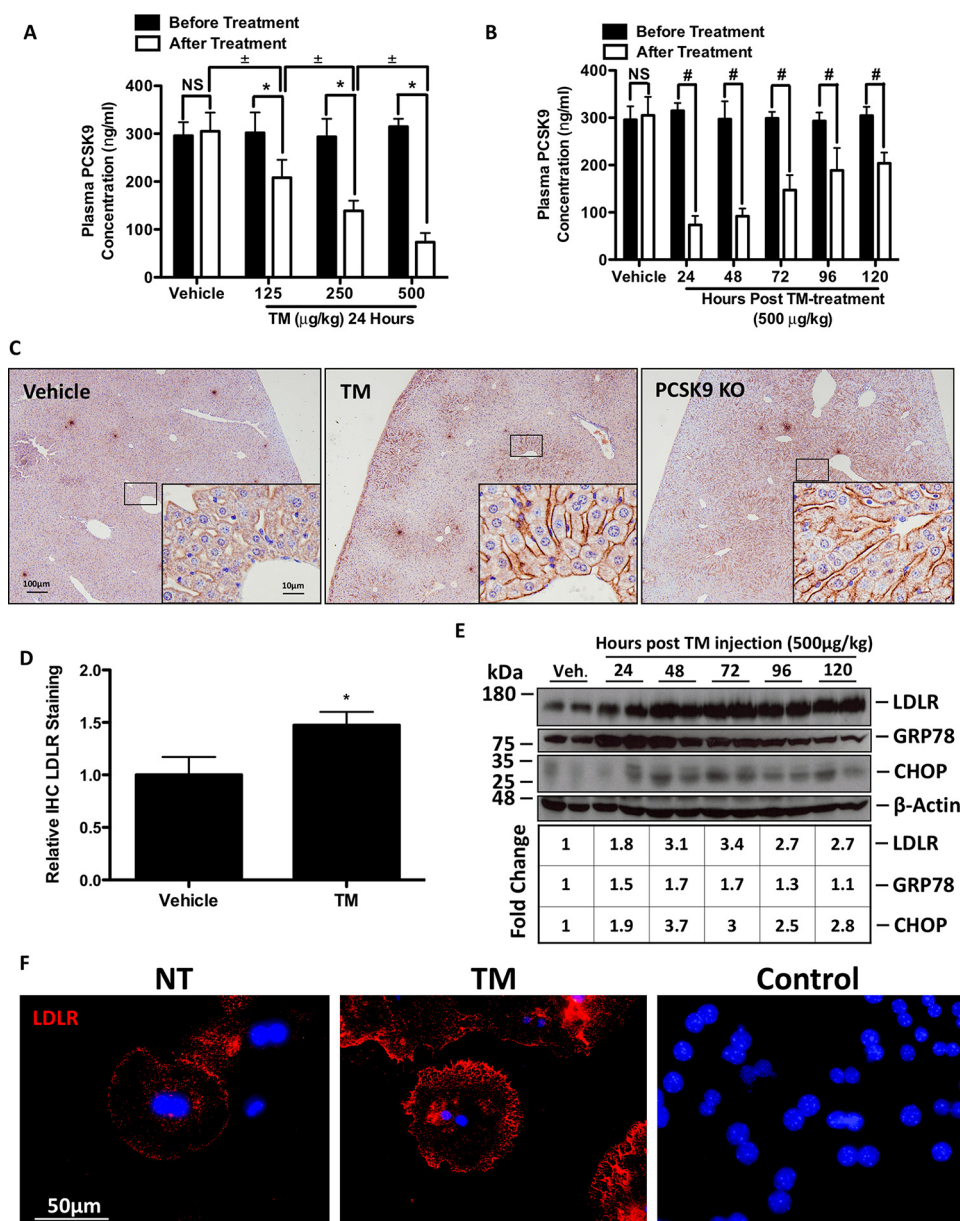 A
Before Treatment
After Treatment
Plasma PCSK9
Concentration (ng/ml)
400
300
200
100
0
NS
±
±
±
*
*
*
Vehicle
125
250
500
TM (μg/kg) 24 Hours
B
Before Treatment
After Treatment
Plasma PCSK9
Concentration (ng/ml)
400
300
200
100
0
NS
#
#
#
#
#
Vehicle
24
48
72
96
120
Hours Post TM-treatment
(500 μg/kg)
C
Vehicle
100μm
10μm
TM
PCSK9 KO
D
Relative IHC LDLR Staining
2.0
1.5
1.0
0.5
0.0
*
Vehicle
TM
E
Hours post TM injection (500μg/kg)
kDa
Veh.
24
48
72
96
120
180
75
35
25
48
LDLR
GRP78
CHOP
β-Actin
Fold Change
1 1.8 3.1 3.4 2.7 2.7 LDLR
1 1.5 1.7 1.7 1.3 1.1 GRP78
1 1.9 3.7 3 2.5 2.8 CHOP
F
NT
TM
Control
LDLR
50μm